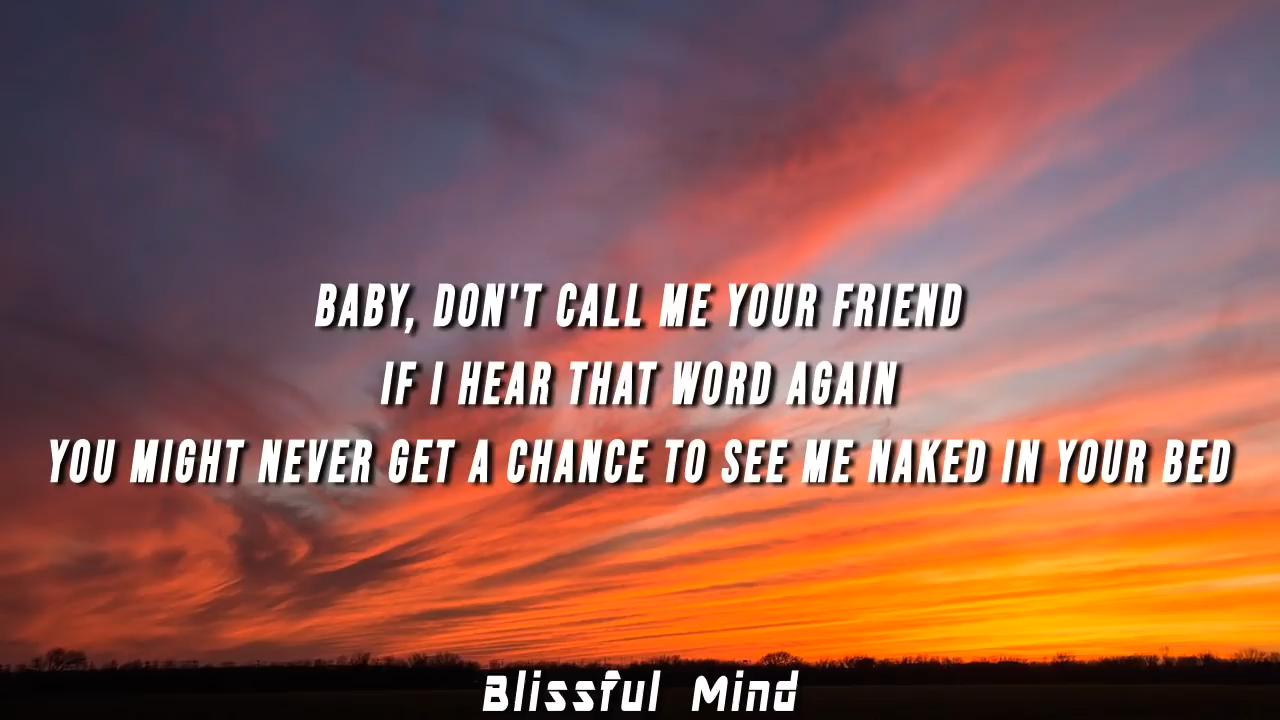 BABY, DON'T CALL ME YOUR FRIEND
IF I HEAR THAT WORD AGAIN
YOU MIGHT NEVER GET A CHANCE TO SEE ME NAKED IN YOUR BED
Blissful Mind